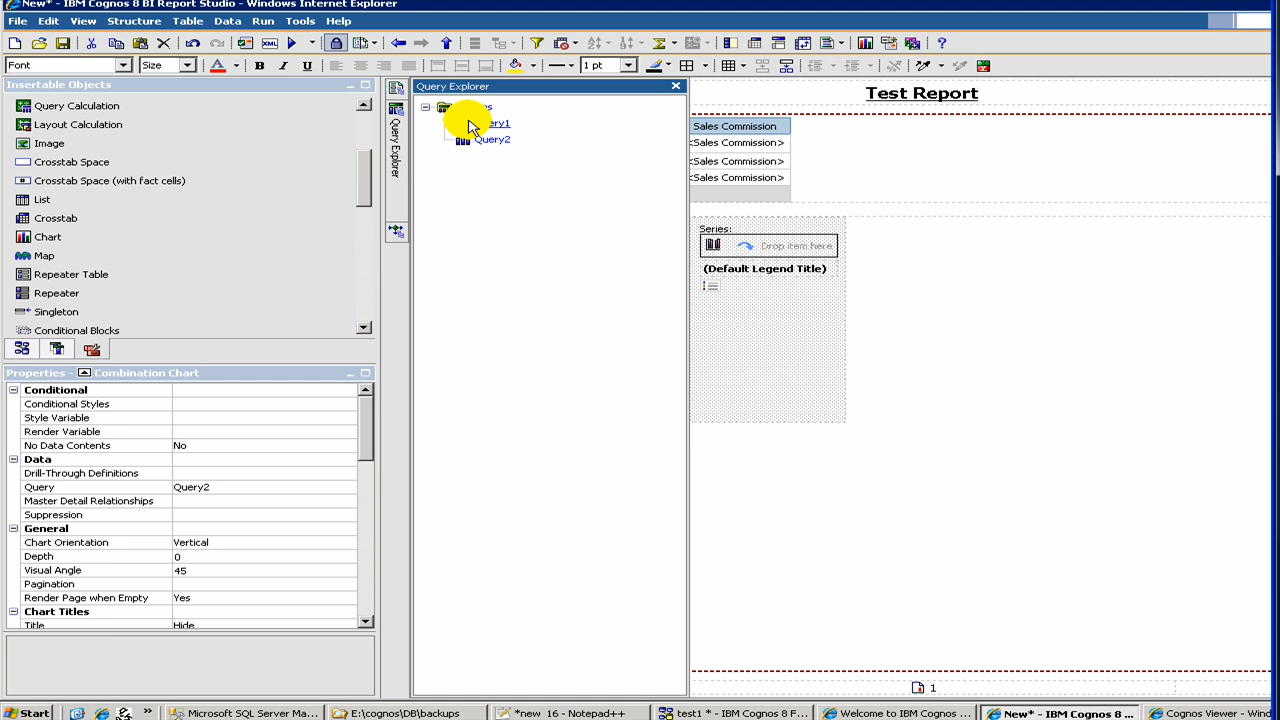 New* - IBM Cognos 8 BI Report Studio - Windows Internet Explorer
File Edit View Structure Table Data Run Tools Help
Font Size 1 pt
Insertable Objects
Query Calculation
Layout Calculation
Image
Crosstab Space
Crosstab Space (with fact cells)
List
Crosstab
Chart
Map
Repeater Table
Repeater
Singleton
Conditional Blocks
Properties - Combination Chart
Conditional
Conditional Styles
Style Variable
Render Variable
No Data Contents No
Data
Drill-Through Definitions
Query Query2
Master Detail Relationships
Suppression
General
Chart Orientation Vertical
Depth 0
Visual Angle 45
Pagination
Render Page when Empty Yes
Chart Titles
Title Hide
Query Explorer
Query Explorer
Query2
Test Report
Sales Commission
<Sales Commission>
<Sales Commission>
<Sales Commission>
Series:
Drop item here
(Default Legend Title)
1
Start » Microsoft SQL Server Ma... E:\cognos\DB\backups *new 16 - Notepad++ test1 * - IBM Cognos 8 F... Welcome to IBM Cognos ... New* - IBM Cognos 8 ... Cognos Viewer - Wind